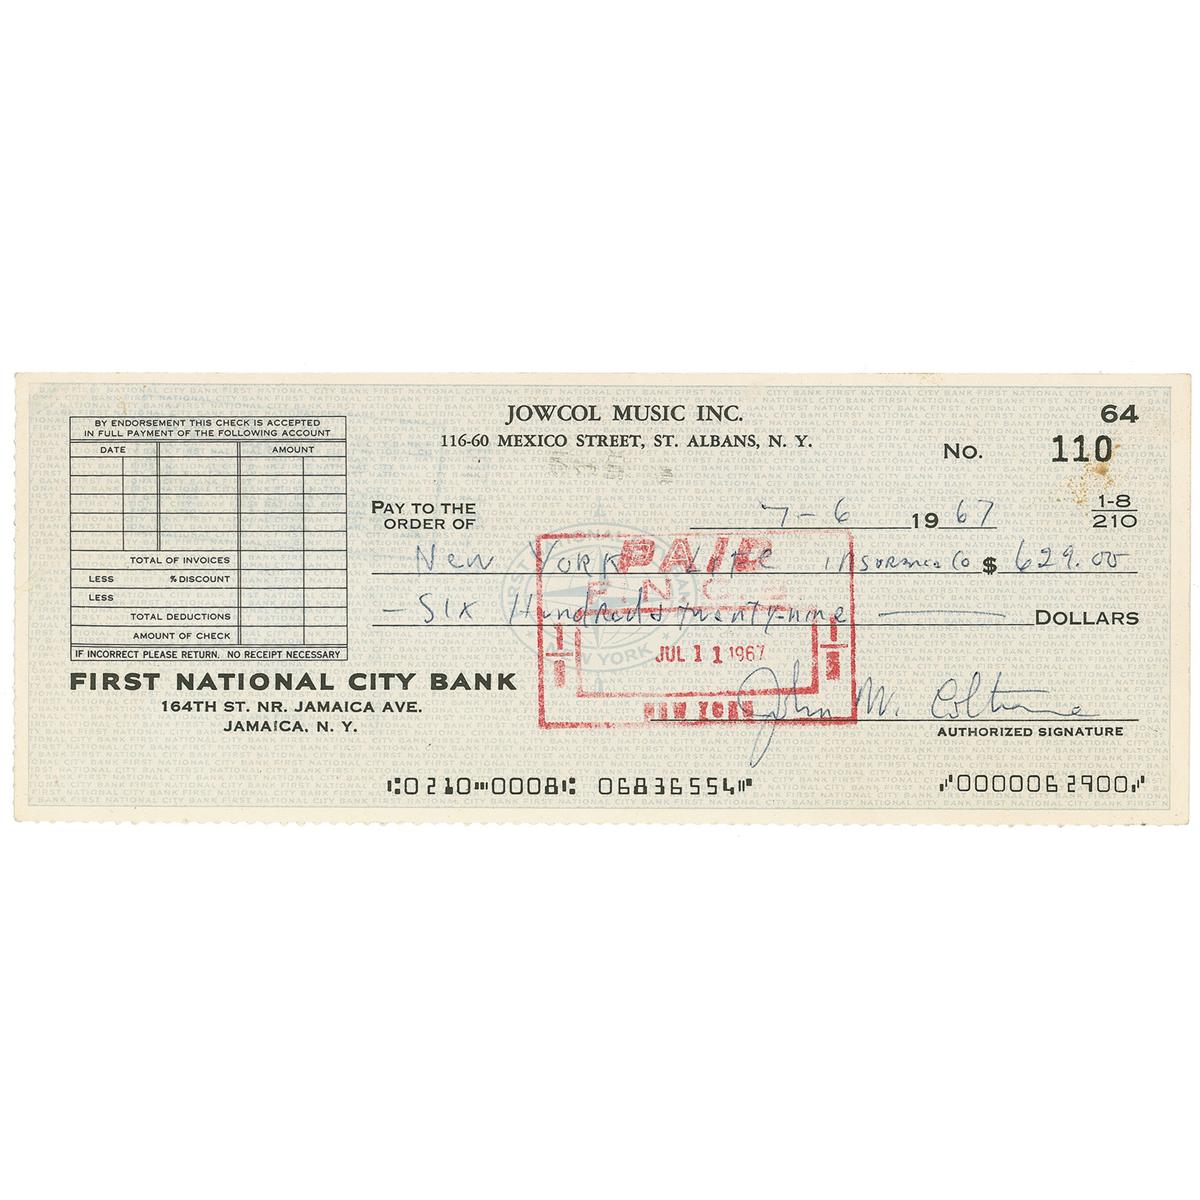 JOWCOL MUSIC INC.
116-60 MEXICO STREET, ST. ALBANS, N. Y.
64
No. 110
1-8
210
BY ENDORSEMENT THIS CHECK IS ACCEPTED
IN FULL PAYMENT OF THE FOLLOWING ACCOUNT
DATE AMOUNT
TOTAL OF INVOICES
LESS % DISCOUNT
LESS
TOTAL DEDUCTIONS
AMOUNT OF CHECK
IF INCORRECT PLEASE RETURN. NO RECEIPT NECESSARY
PAY TO THE
ORDER OF
7-6 1967
New York Life insurance Co $ 629.00
- Six Hundred & twenty-nine DOLLARS
PAID
F.N.C.B.
JUL 11 1967
NEW YORK
FIRST NATIONAL CITY BANK
164TH ST. NR. JAMAICA AVE.
JAMAICA, N. Y.
John M. Coltrane
AUTHORIZED SIGNATURE
⑆0210⑉0008⑆ 06836554⑈ ⑇0000062900⑇